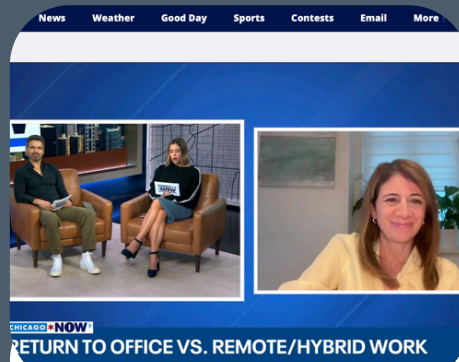 News Weather Good Day Sports Contests Email More
CHICAGO NOW
RETURN TO OFFICE VS. REMOTE/HYBRID WORK